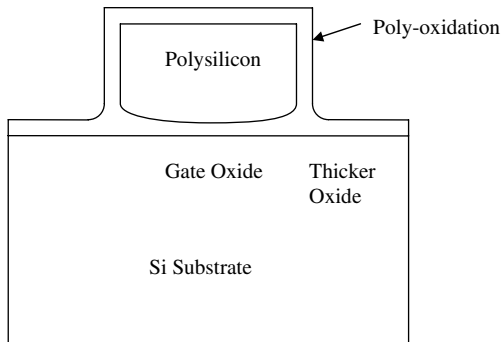 Poly-oxidation
Polysilicon
Gate Oxide
Thicker
Oxide
Si Substrate